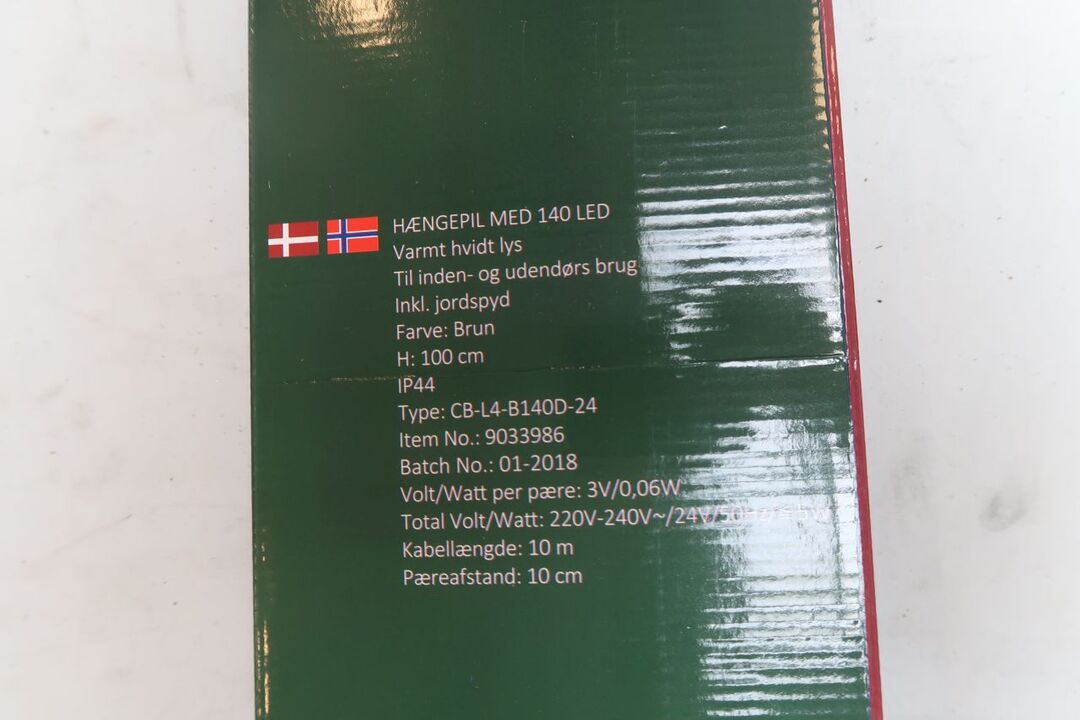 HÆNGEPIL MED 140 LED
Varmt hvidt lys
Til inden- og udendørs brug
Inkl. jordspyd
Farve: Brun
H: 100 cm
IP44
Type: CB-L4-B140D-24
Item No.: 9033986
Batch No.: 01-2018
Volt/Watt per pære: 3V/0,06W
Total Volt/Watt: 220V-240V~/24V/50Hz/
Kabellængde: 10 m
Pæreafstand: 10 cm